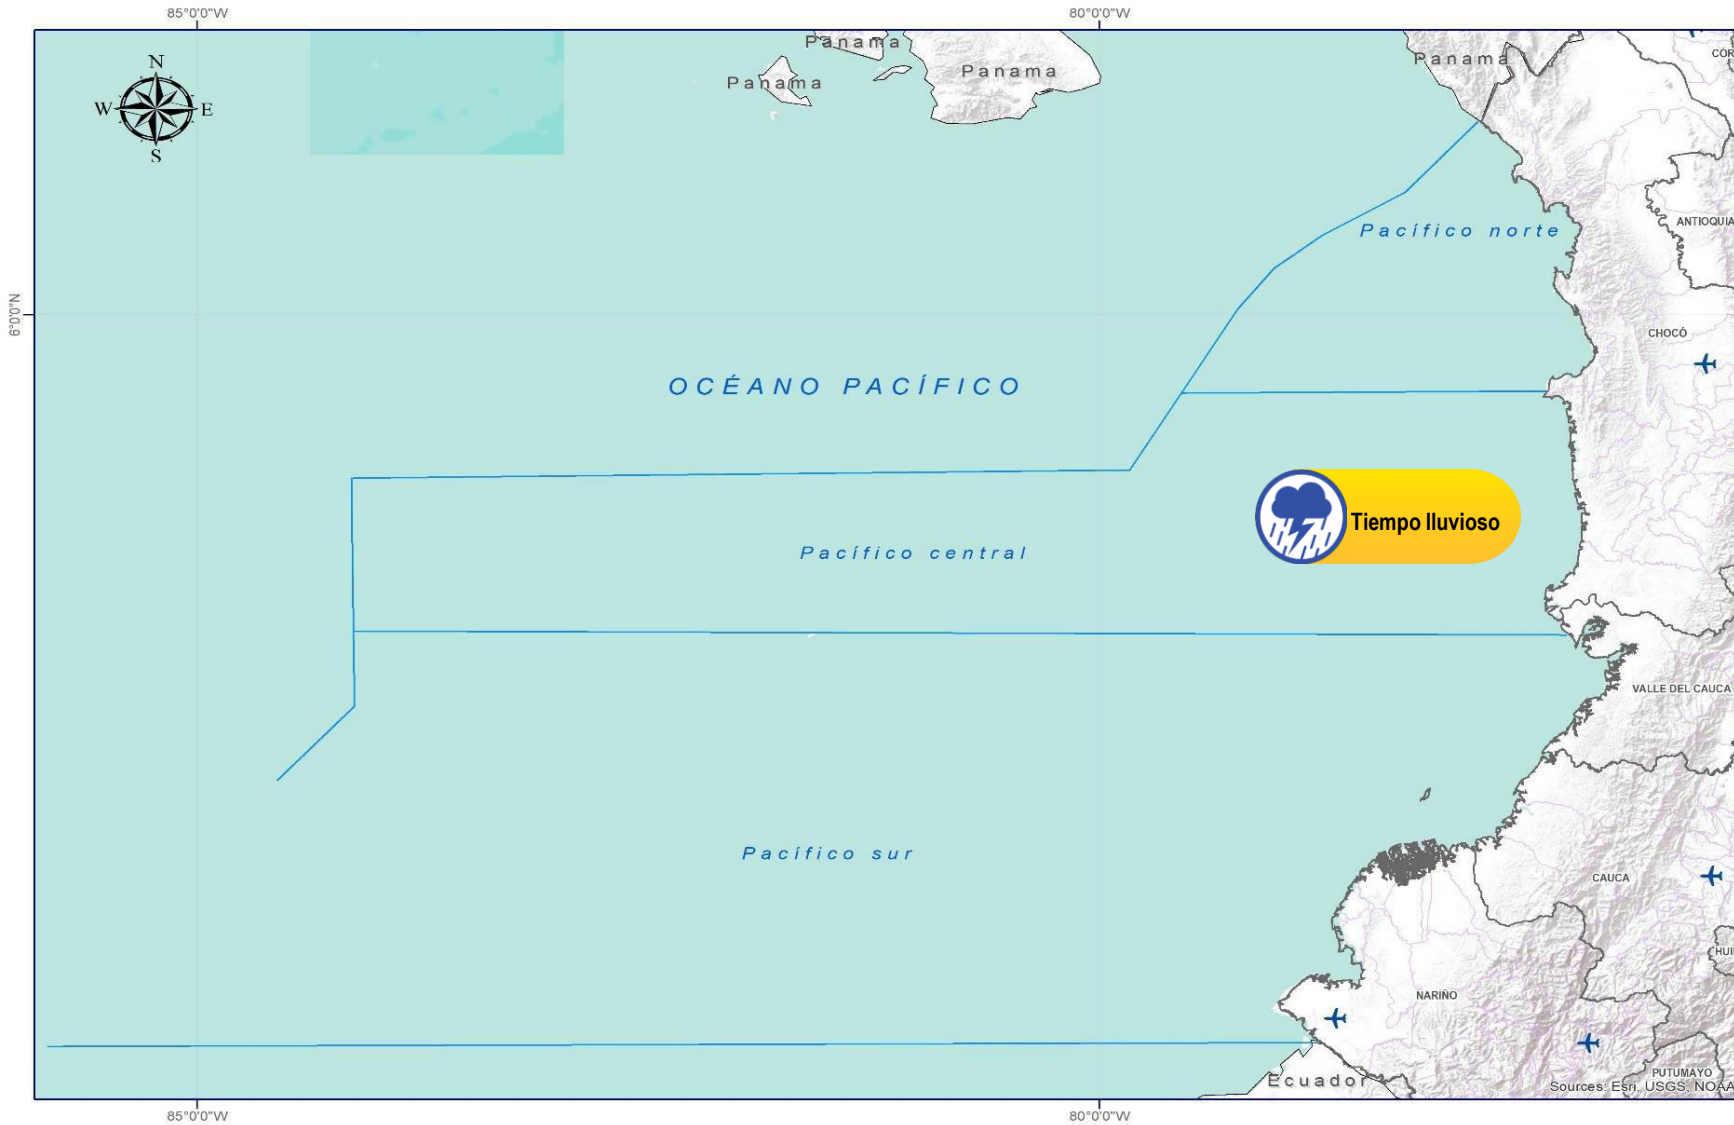 85°0'0"W
80°0'0"W
N
W
E
S
Panama
Panama
Panama
Panama
COR
Pacífico norte
ANTIOQUIA
6°0'0"N
CHOCÓ
OCÉANO PACÍFICO
Tiempo lluvioso
Pacífico central
VALLE DEL CAUCA
Pacífico sur
CAUCA
HUI
NARIÑO
PUTUMAYO
Ecuador
Sources: Esri, USGS, NOAA
85°0'0"W
80°0'0"W